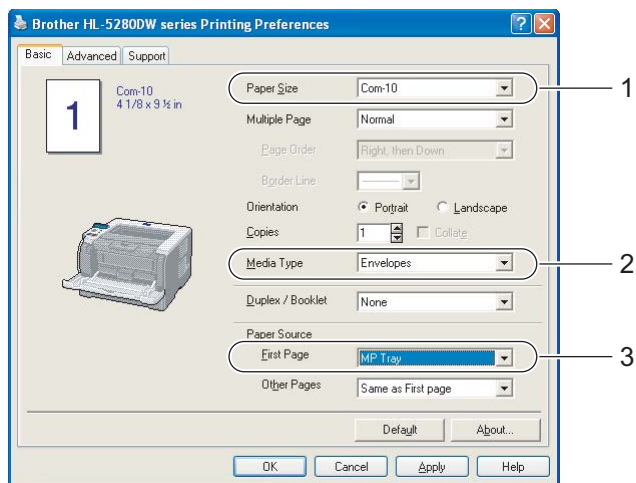 Brother HL-5280DW series Printing Preferences
Basic Advanced Support
1
Com-10
4 1/8 x 9 ½ in
Paper Size Com-10 1
Multiple Page Normal
Page Order Right, then Down
Border Line
Orientation Portrait Landscape
Copies 1 Collate
Media Type Envelopes 2
Duplex / Booklet None
Paper Source
First Page MP Tray 3
Other Pages Same as First page
Default About...
OK Cancel Apply Help